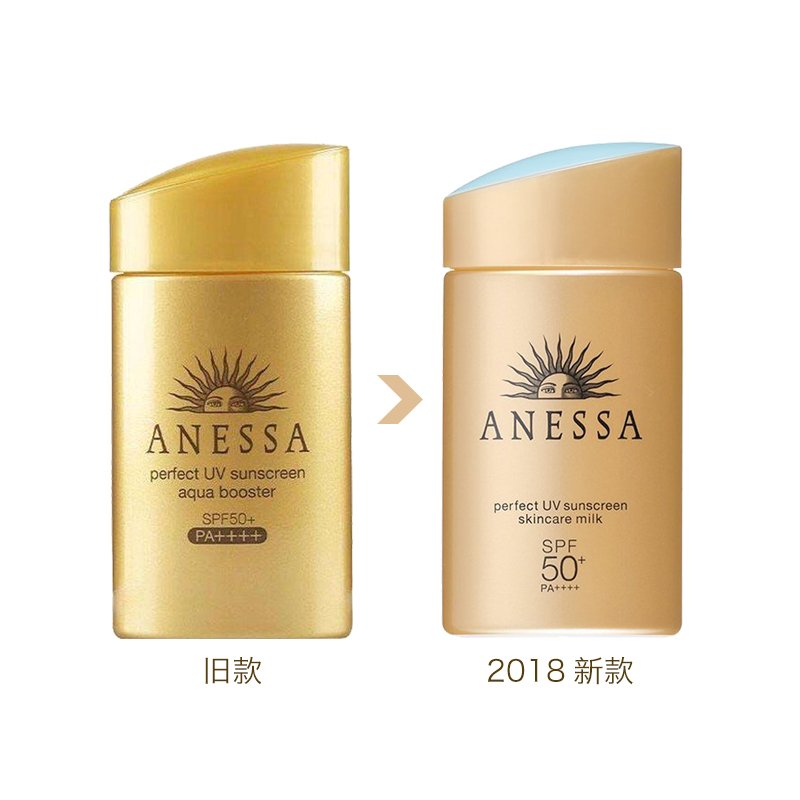 ANESSA
perfect UV sunscreen
aqua booster
SPF50+
PA++++
旧款
ANESSA
perfect UV sunscreen
skincare milk
SPF
50+
PA++++
2018 新款